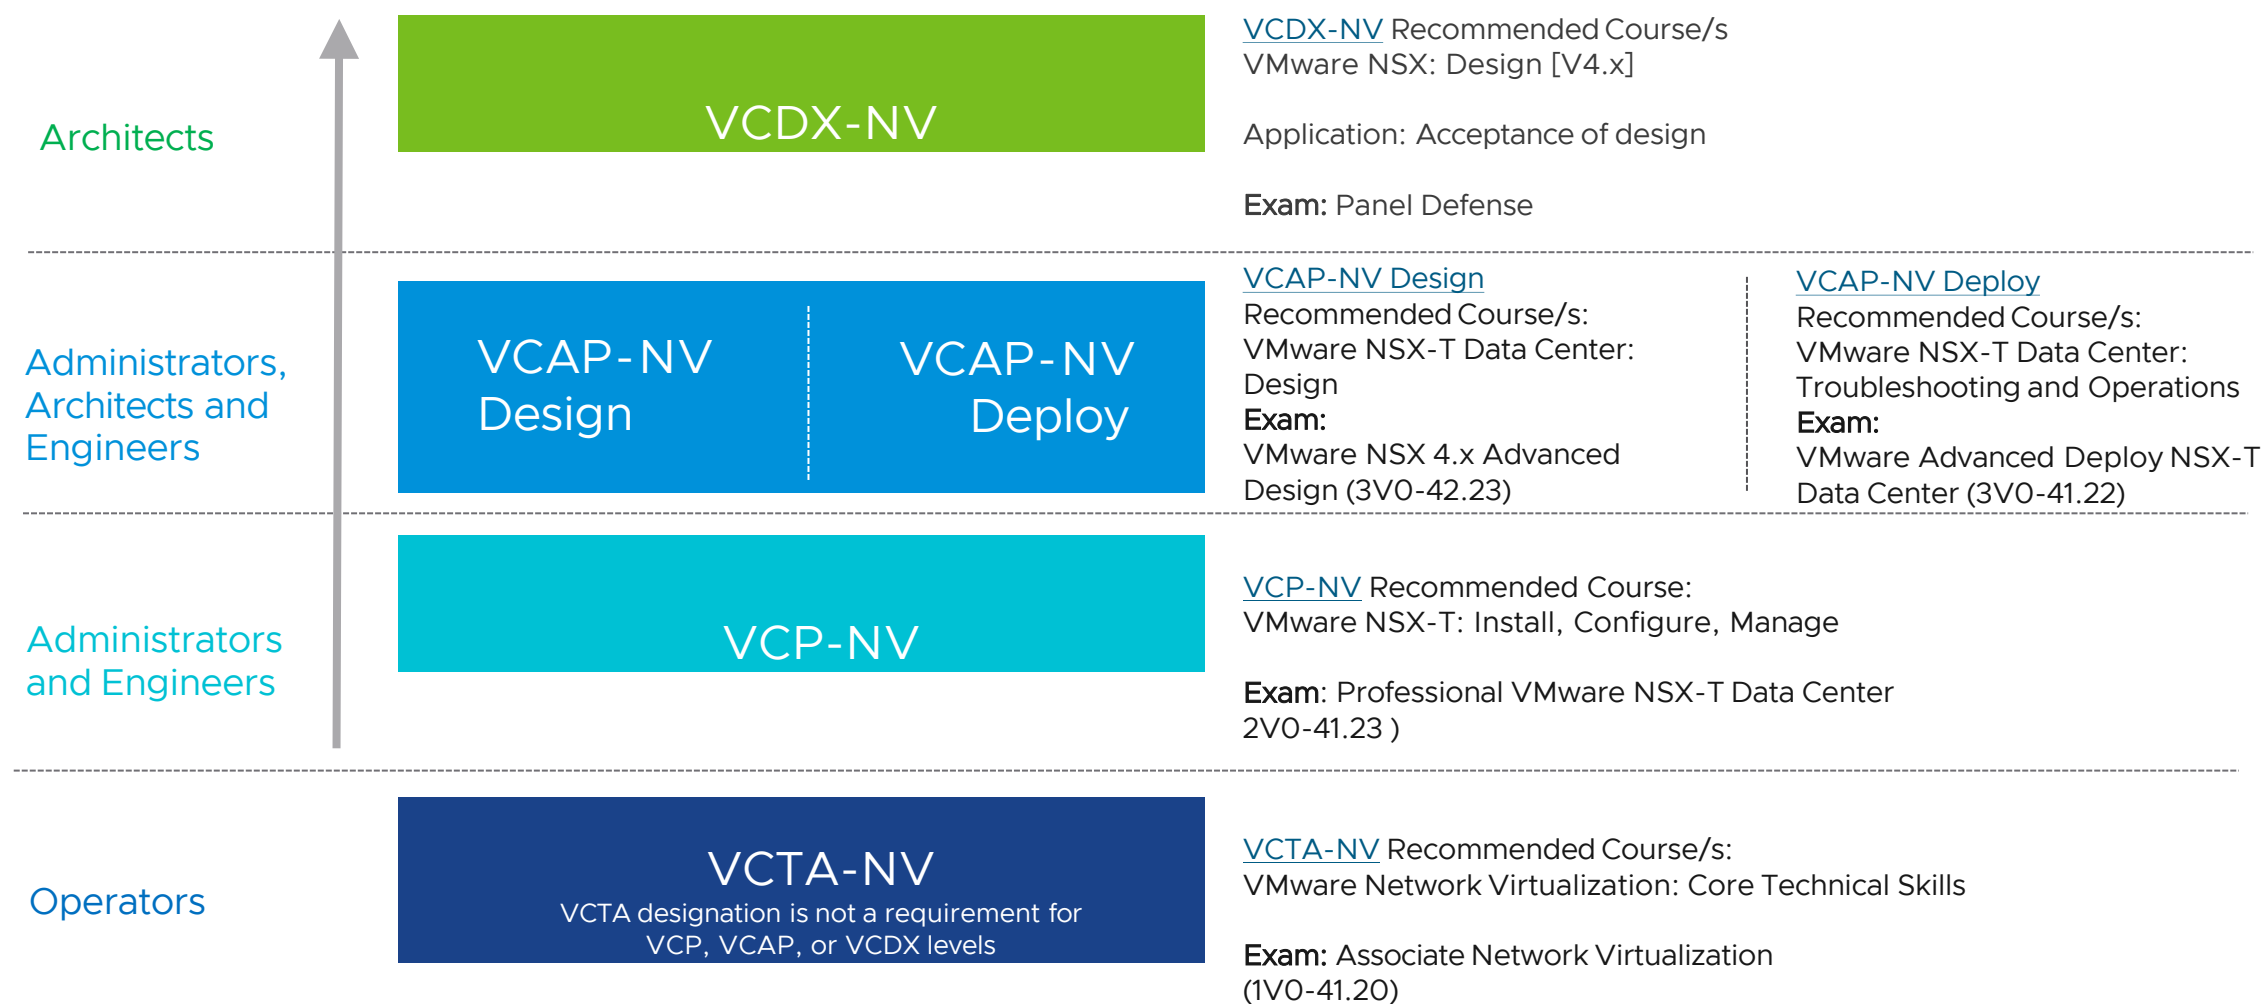 Architects
VCDX-NV
VCDX-NV Recommended Course/s
VMware NSX: Design [V4.x]
Application: Acceptance of design
Exam: Panel Defense
Administrators,
Architects and
Engineers
VCAP-NV
Design
VCAP-NV
Deploy
VCAP-NV Design
Recommended Course/s:
VMware NSX-T Data Center:
Design
Exam:
VMware NSX 4.x Advanced
Design (3V0-42.23)
VCAP-NV Deploy
Recommended Course/s:
VMware NSX-T Data Center:
Troubleshooting and Operations
Exam:
VMware Advanced Deploy NSX-T
Data Center (3V0-41.22)
Administrators
and Engineers
VCP-NV
VCP-NV Recommended Course:
VMware NSX-T: Install, Configure, Manage
Exam: Professional VMware NSX-T Data Center
2V0-41.23 )
Operators
VCTA-NV
VCTA designation is not a requirement for
VCP, VCAP, or VCDX levels
VCTA-NV Recommended Course/s:
VMware Network Virtualization: Core Technical Skills
Exam: Associate Network Virtualization
(1V0-41.20)